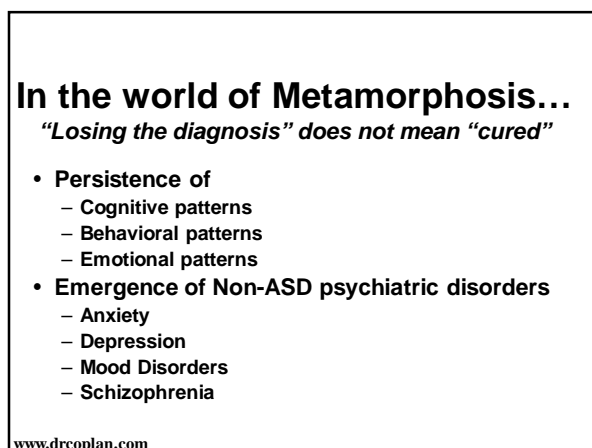 In the world of Metamorphosis…
“Losing the diagnosis” does not mean “cured”
• Persistence of
– Cognitive patterns
– Behavioral patterns
– Emotional patterns
• Emergence of Non-ASD psychiatric disorders
– Anxiety
– Depression
– Mood Disorders
– Schizophrenia
www.drcoplan.com